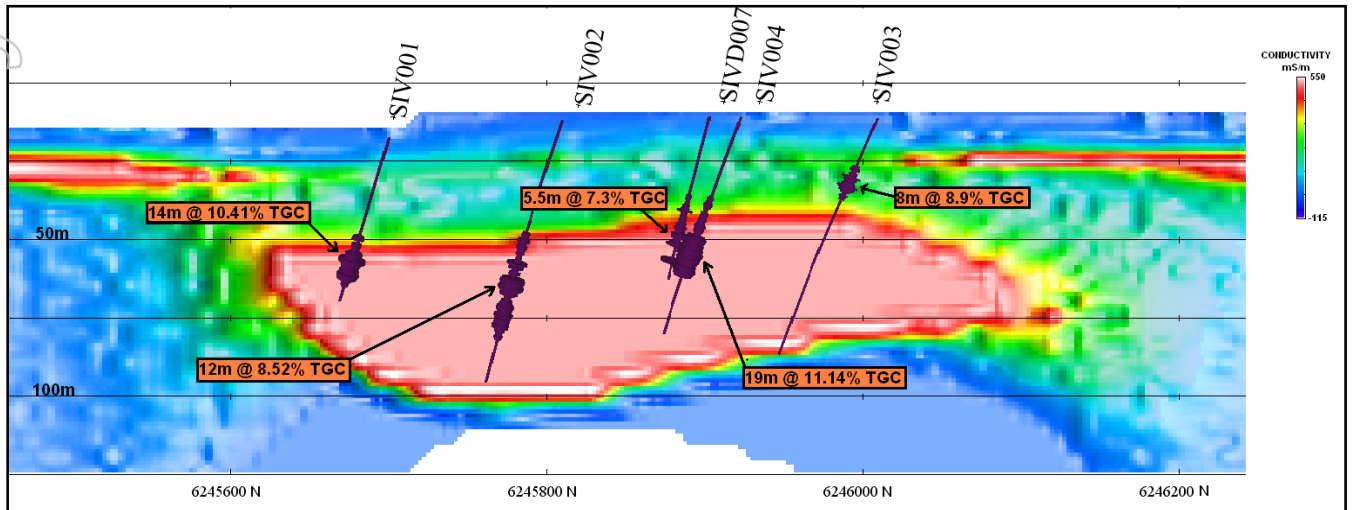 *SIV001
*SIV002
*SIVD007
*SIV004
*SIV003
CONDUCTIVITY
mS/m
550
-115
14m @ 10.41% TGC
5.5m @ 7.3% TGC
8m @ 8.9% TGC
50m
12m @ 8.52% TGC
19m @ 11.14% TGC
100m
6245600 N
6245800 N
6246000 N
6246200 N